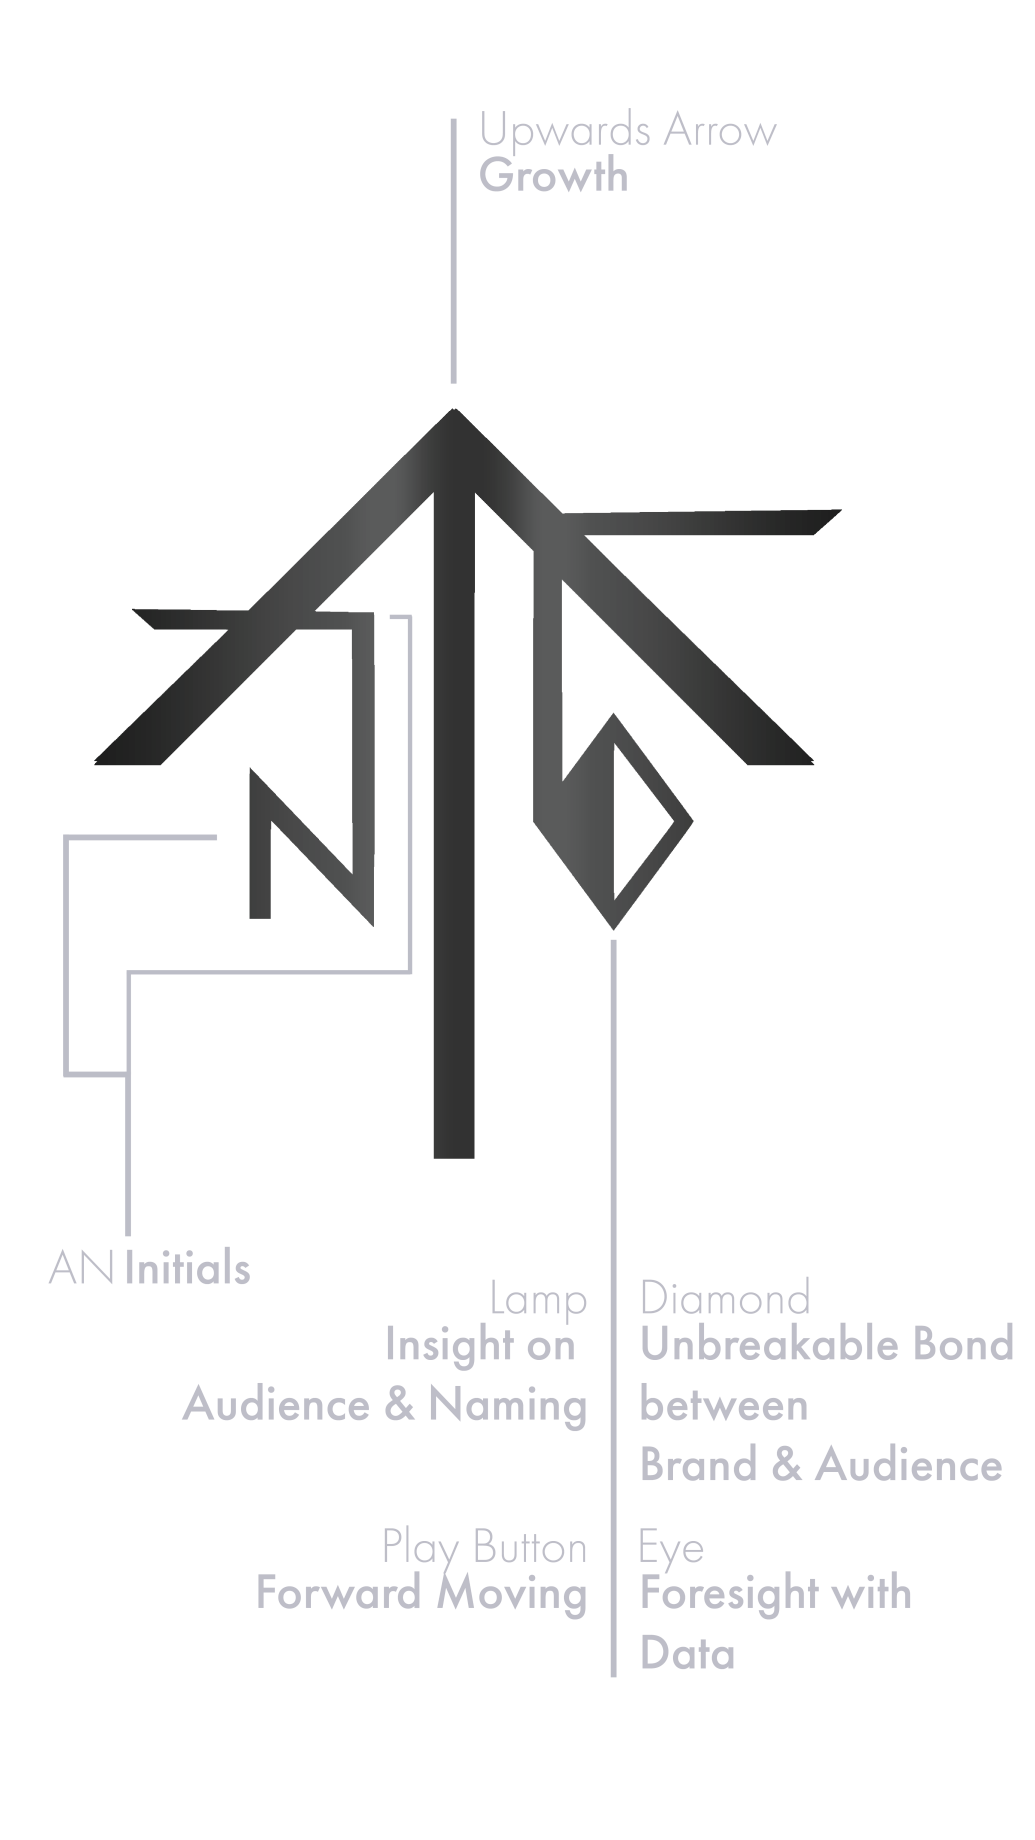 Upwards Arrow
Growth
AN Initials
Lamp
Insight on
Audience & Naming
Diamond
Unbreakable Bond
between
Brand & Audience
Play Button
Forward Moving
Eye
Foresight with
Data